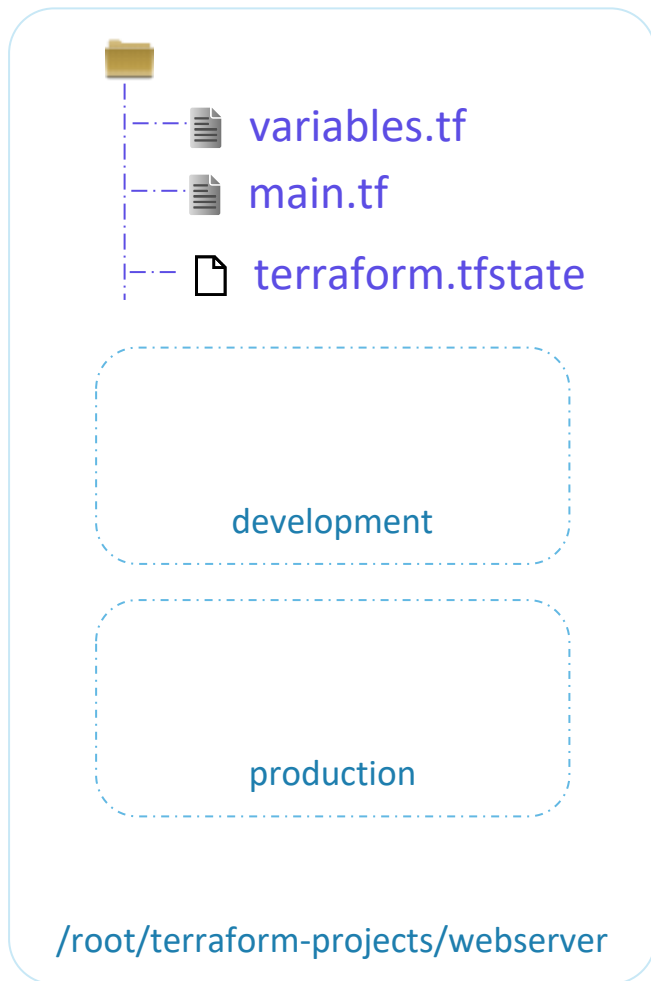 variables.tf
main.tf
terraform.tfstate
development
production
/root/terraform-projects/webserver